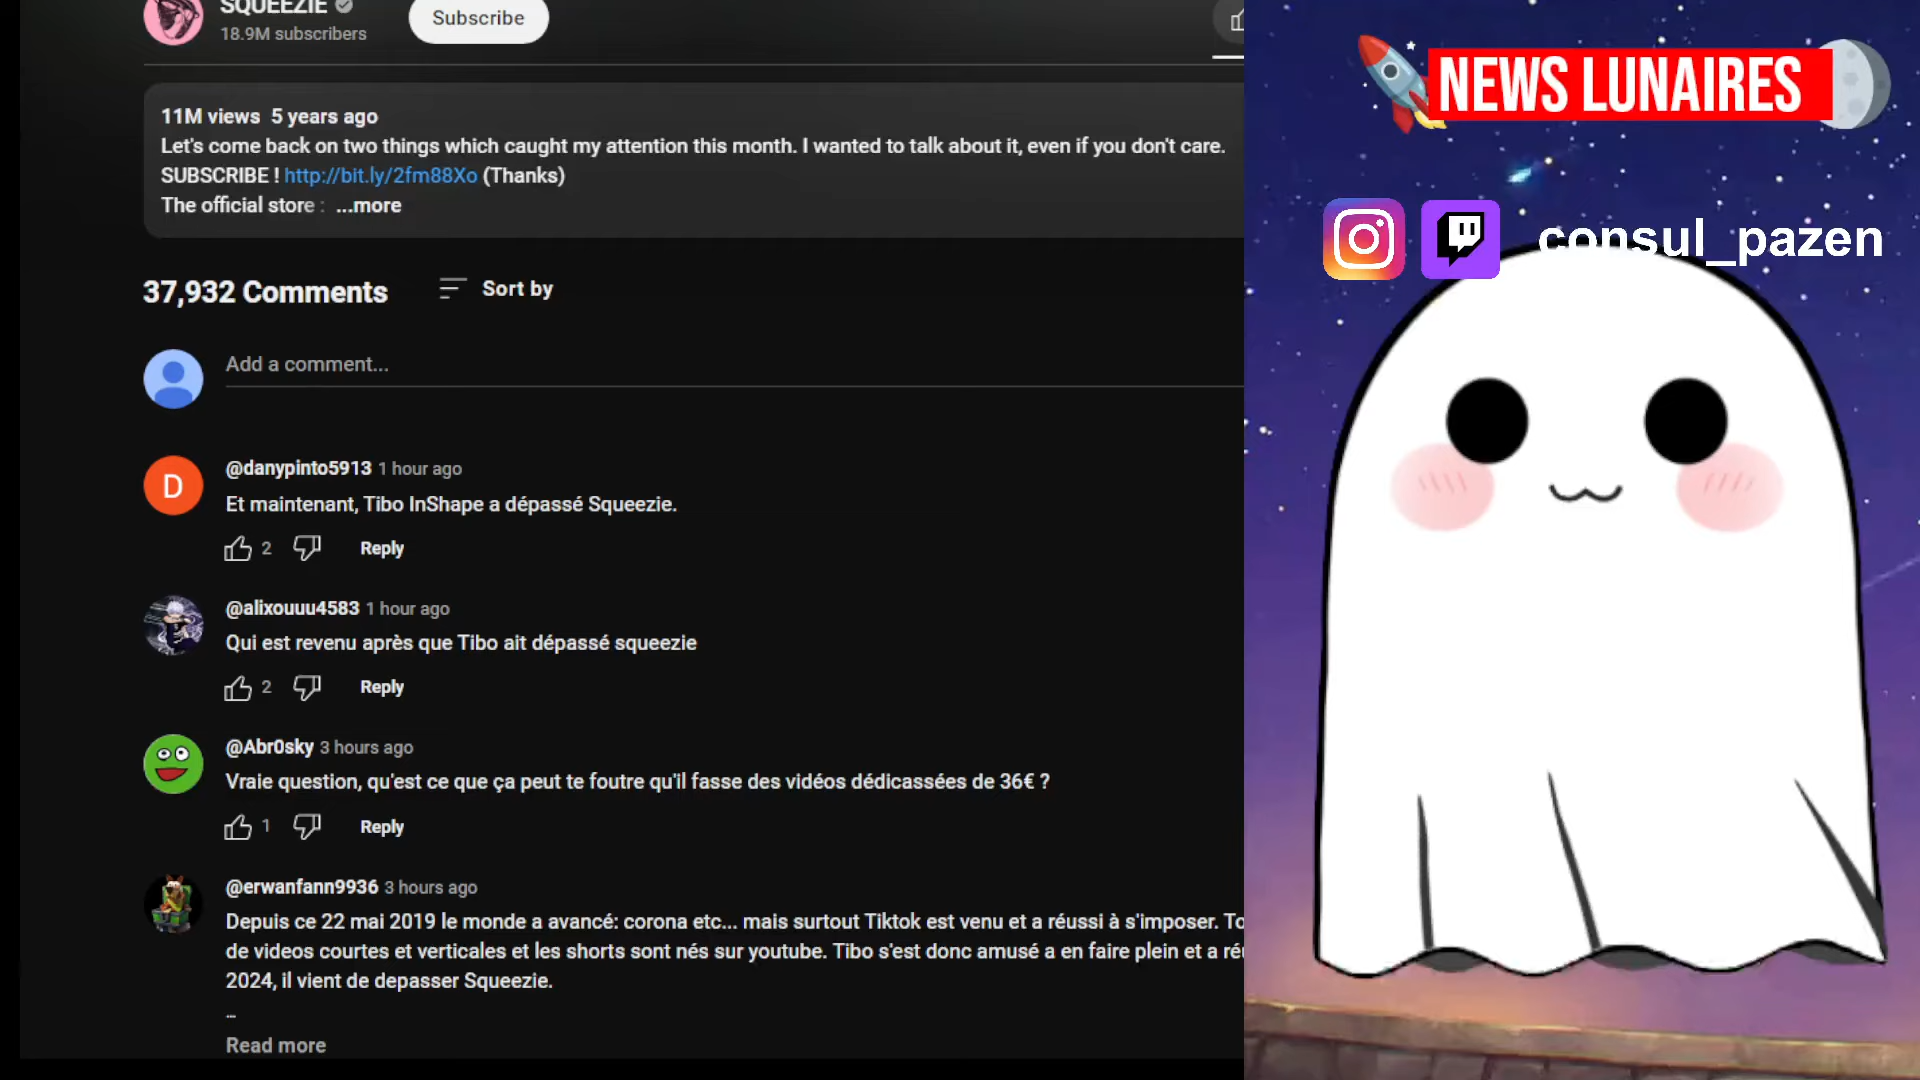 SQUEEZIE
18.9M subscribers
Subscribe
11M views 5 years ago
Let's come back on two things which caught my attention this month. I wanted to talk about it, even if you don't care.
SUBSCRIBE ! http://bit.ly/2fm88Xo (Thanks)
The official store : ...more
37,932 Comments
Sort by
Add a comment...
D
@danypinto5913 1 hour ago
Et maintenant, Tibo InShape a dépassé Squeezie.
2
Reply
@alixouuu4583 1 hour ago
Qui est revenu après que Tibo ait dépassé squeezie
2
Reply
@Abr0sky 3 hours ago
Vraie question, qu'est ce que ça peut te foutre qu'il fasse des vidéos dédicassées de 36€ ?
1
Reply
@erwanfann9936 3 hours ago
Depuis ce 22 mai 2019 le monde a avancé: corona etc... mais surtout Tiktok est venu et a réussi à s'imposer. To
de videos courtes et verticales et les shorts sont nés sur youtube. Tibo s'est donc amusé a en faire plein et a ré
2024, il vient de depasser Squeezie.
...
Read more
NEWS LUNAIRES
consul_pazen